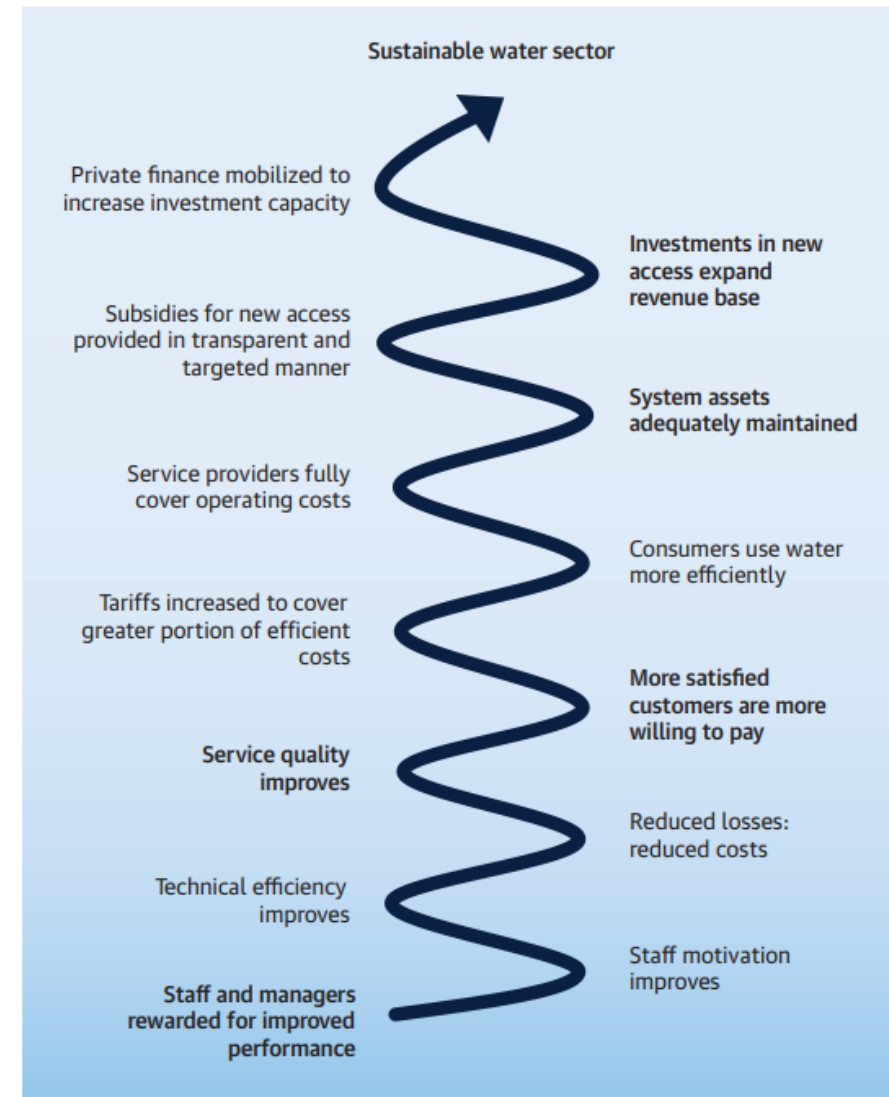 Sustainable water sector
Private finance mobilized to
increase investment capacity
Investments in new
access expand
revenue base
Subsidies for new access
provided in transparent and
targeted manner
System assets
adequately maintained
Service providers fully
cover operating costs
Consumers use water
more efficiently
Tariffs increased to cover
greater portion of efficient
costs
More satisfied
customers are more
willing to pay
Service quality
improves
Reduced losses:
reduced costs
Technical efficiency
improves
Staff motivation
improves
Staff and managers
rewarded for improved
performance